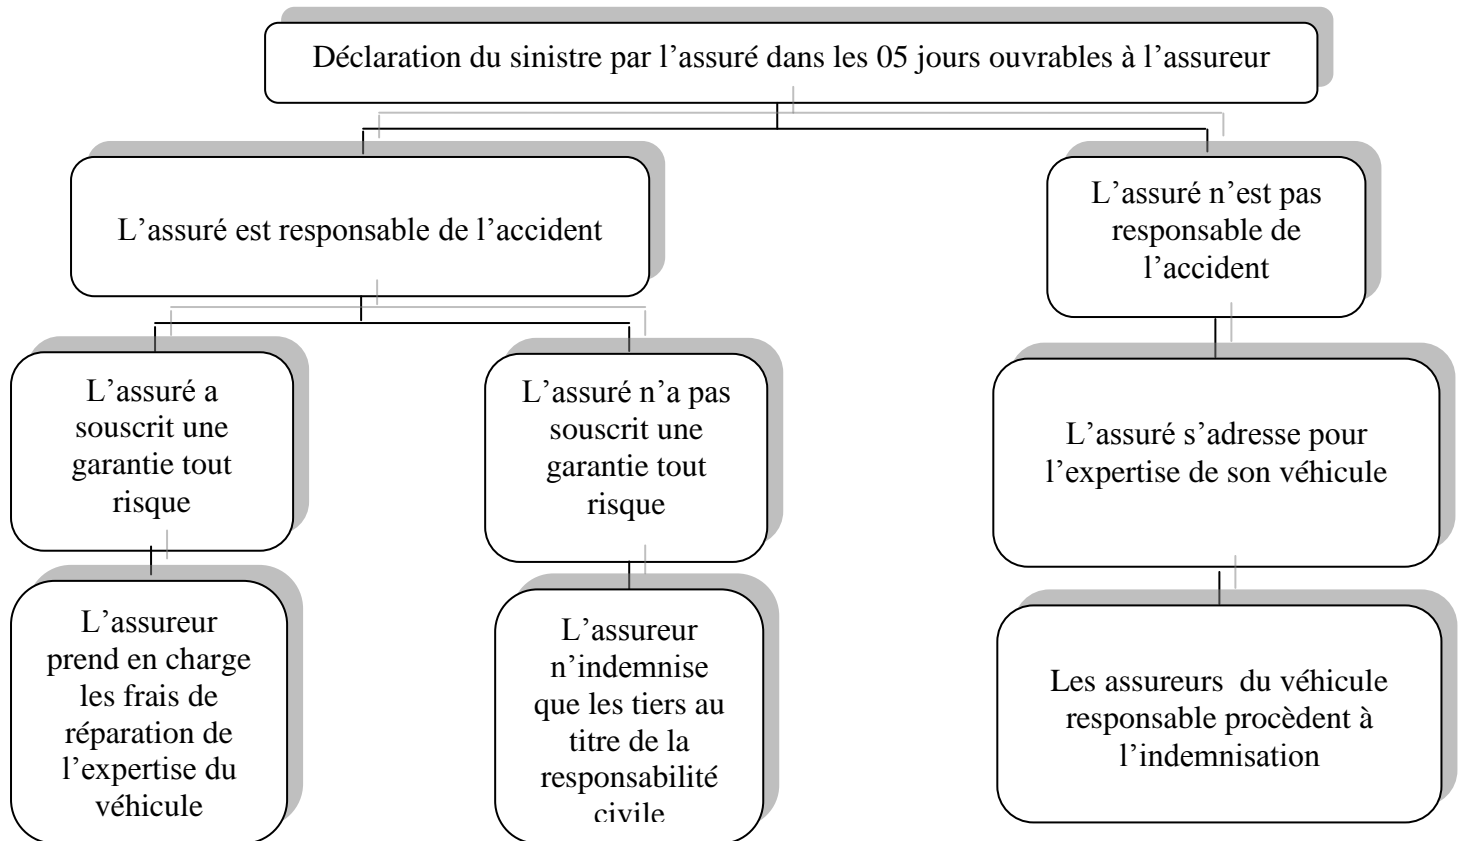 Déclaration du sinistre par l’assuré dans les 05 jours ouvrables à l’assureur
L’assuré est responsable de l’accident
L’assuré n’est pas
responsable de
l’accident
L’assuré a
souscrit une
garantie tout
risque
L’assuré n’a pas
souscrit une
garantie tout
risque
L’assuré s’adresse pour
l’expertise de son véhicule
L’assureur
prend en charge
les frais de
réparation de
l’expertise du
véhicule
L’assureur
n’indemnise
que les tiers au
titre de la
responsabilité
civile
Les assureurs du véhicule
responsable procèdent à
l’indemnisation